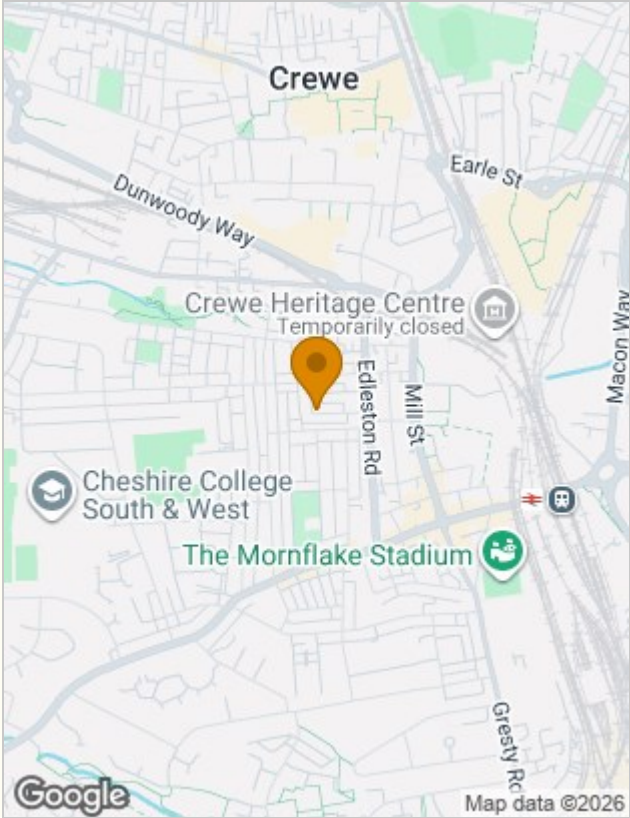 Crewe
Earle St
Dunwoody Way
Crewe Heritage Centre
Temporarily closed
Macon Way
Edleston Rd
Mill St
Cheshire College
South & West
The Mornflake Stadium
Gresty Rd
Google
Map data ©2026